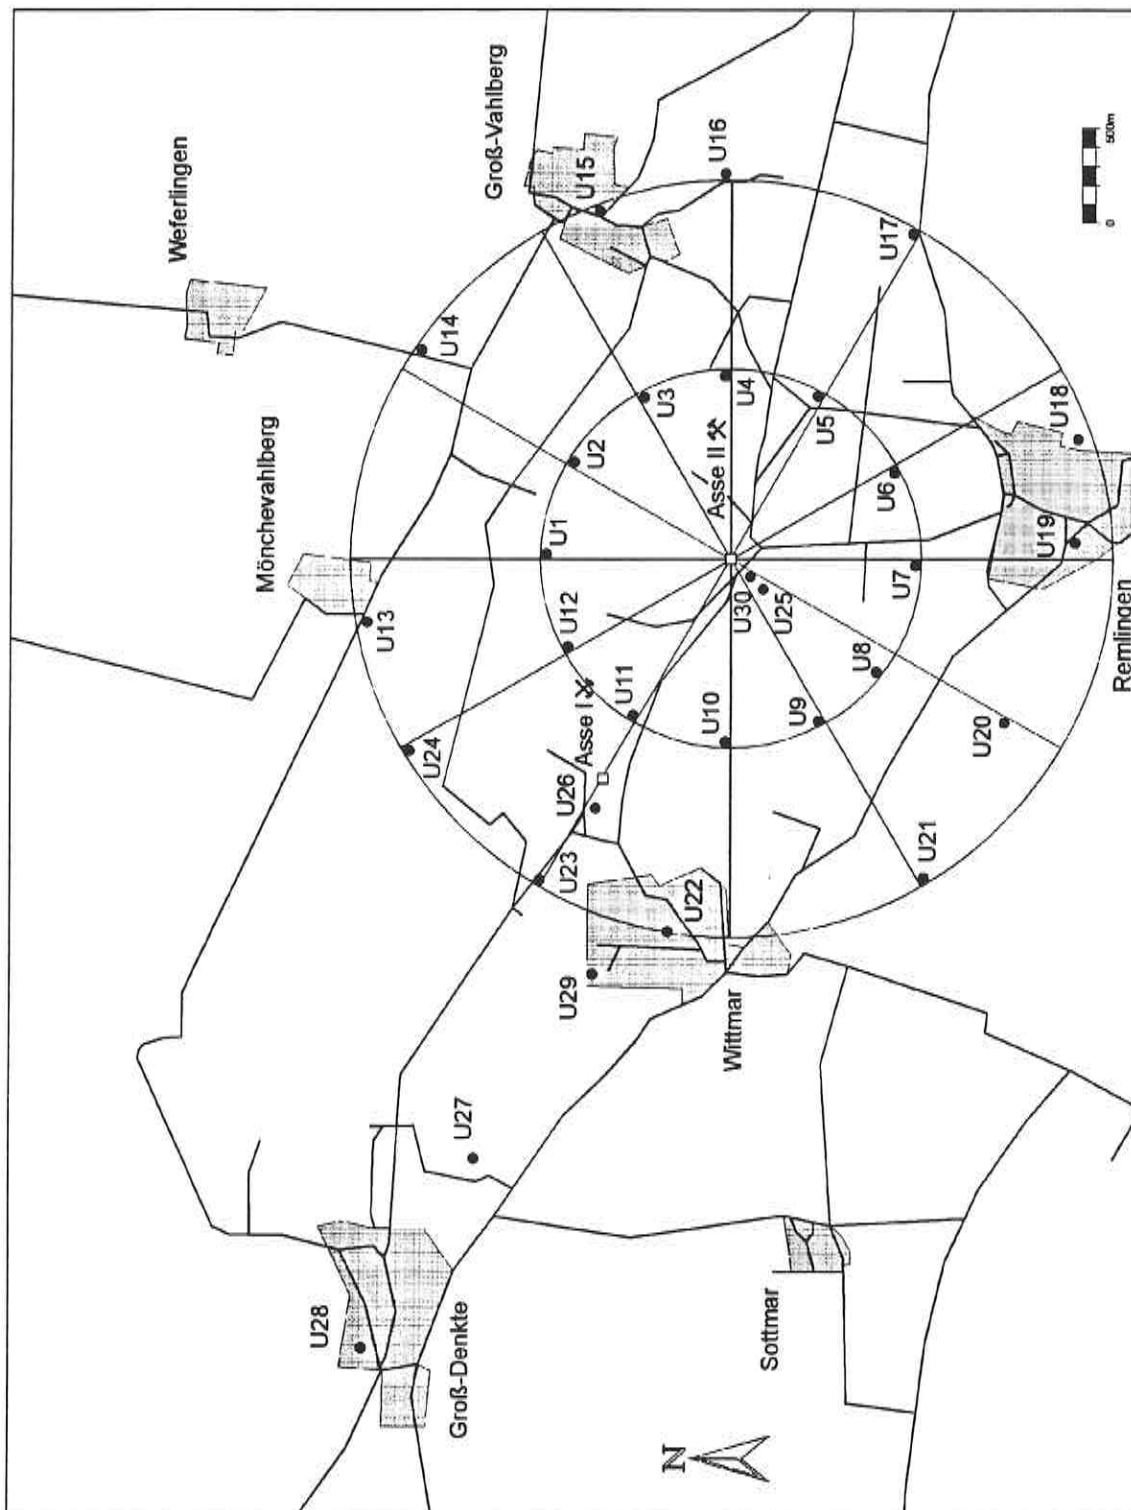 Weferlingen
Groß-Vahlberg
U15
U16
U14
Mönchevahlberg
U13
U2
U3
U1
U4
U17
U12
Asse II
U5
500m
0
U24
U11
Asse I
U10
U30
U25
U6
U18
U7
U19
Remlingen
U8
U9
U26
U23
U20
U21
U22
U29
Wittmar
U27
U28
Groß-Denkte
Sottmar
N